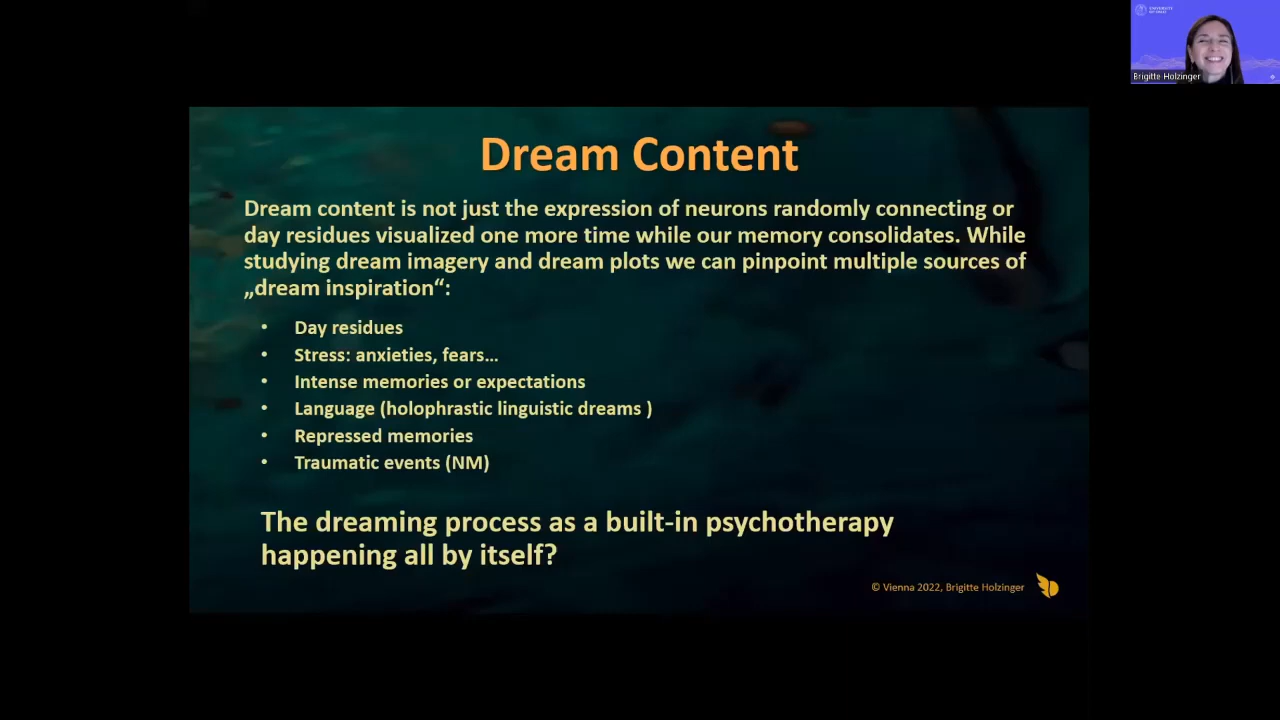 Brigitte Holzinger
Dream Content
Dream content is not just the expression of neurons randomly connecting or
day residues visualized one more time while our memory consolidates. While
studying dream imagery and dream plots we can pinpoint multiple sources of
„dream inspiration“:
• Day residues
• Stress: anxieties, fears…
• Intense memories or expectations
• Language (holophrastic linguistic dreams )
• Repressed memories
• Traumatic events (NM)
The dreaming process as a built-in psychotherapy
happening all by itself?
© Vienna 2022, Brigitte Holzinger